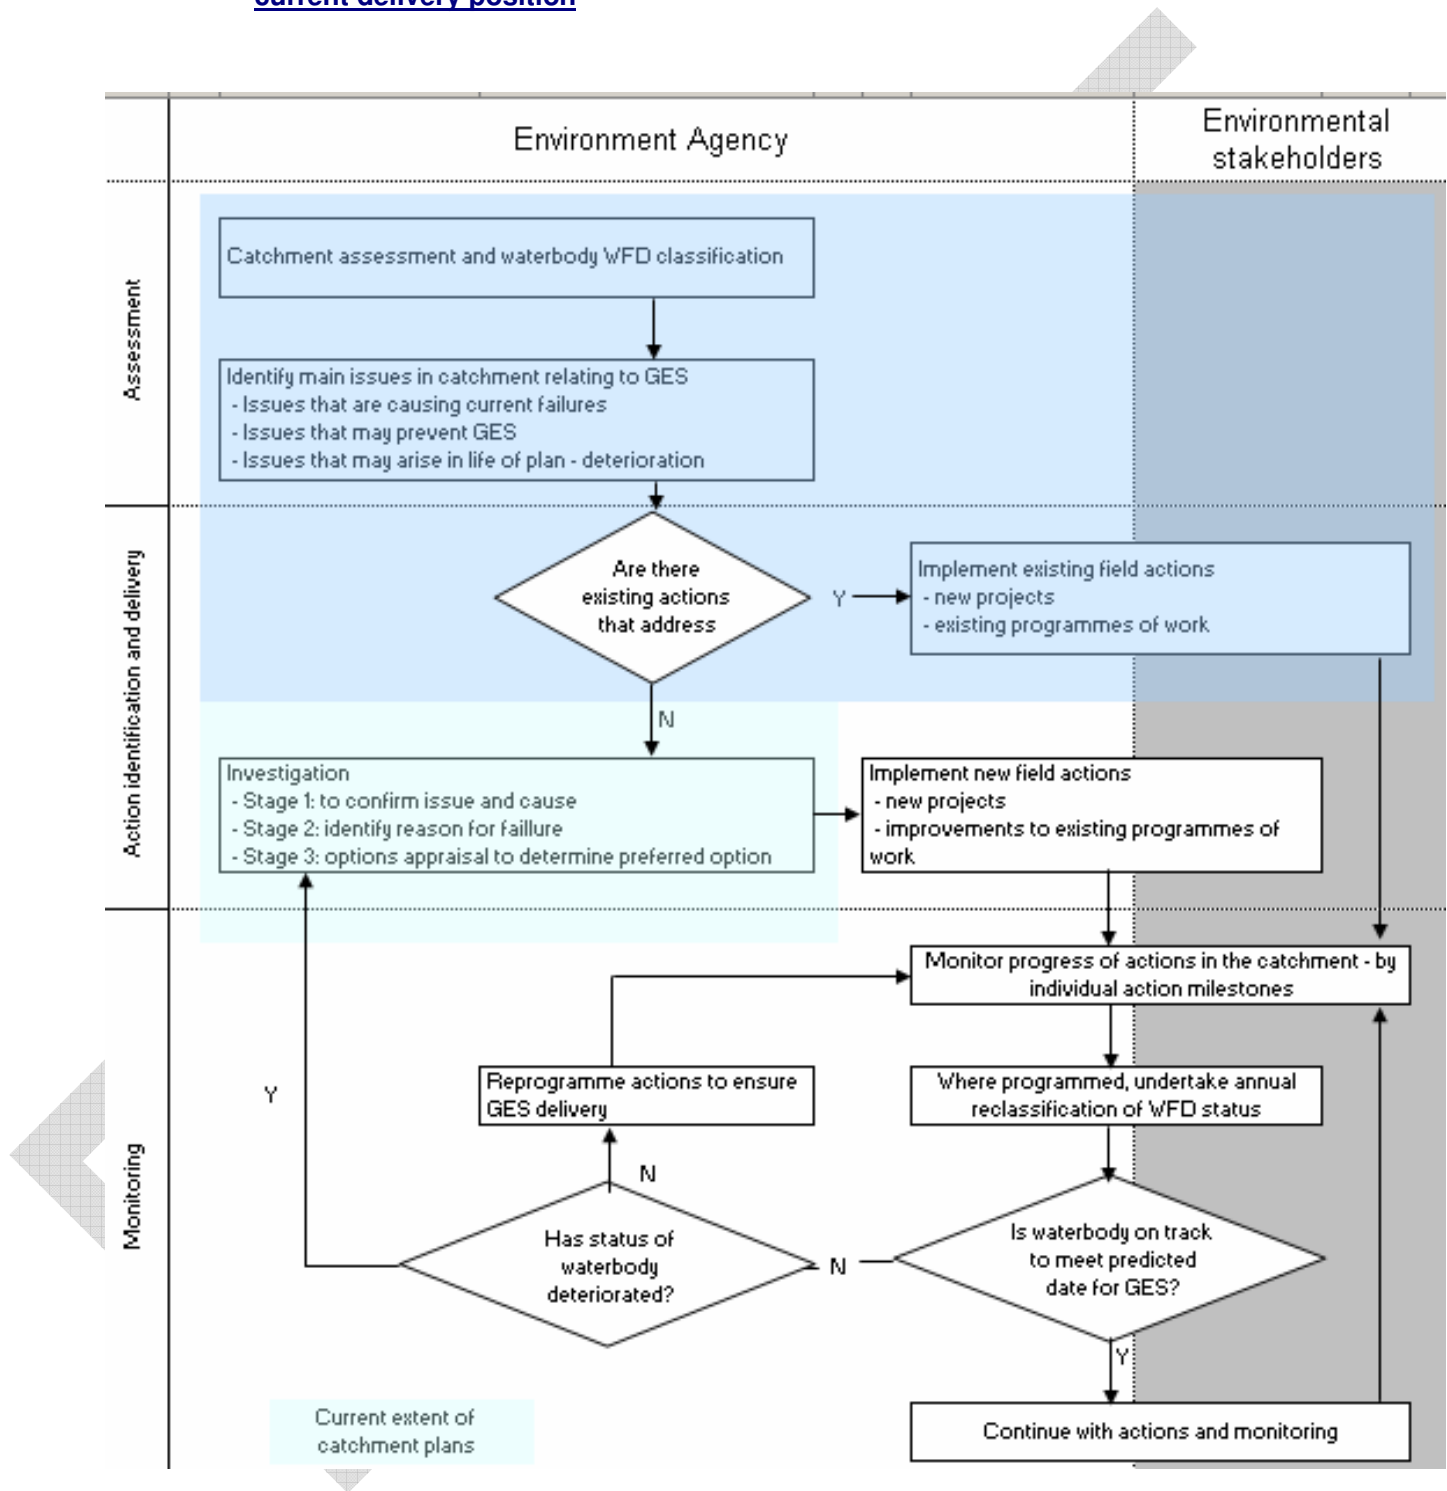 current delivery position
Environment Agency
Environmental
stakeholders
Assessment
Catchment assessment and waterbody WFD classification
Identify main issues in catchment relating to GES
- Issues that are causing current failures
- Issues that may prevent GES
- Issues that may arise in life of plan - deterioration
Action identification and delivery
Are there
existing actions
that address
Y
Implement existing field actions
- new projects
- existing programmes of work
N
Investigation
- Stage 1: to confirm issue and cause
- Stage 2: identify reason for faillure
- Stage 3: options appraisal to determine preferred option
Implement new field actions
- new projects
- improvements to existing programmes of
work
Monitoring
Monitor progress of actions in the catchment - by
individual action milestones
Y
Reprogramme actions to ensure
GES delivery
Where programmed, undertake annual
reclassification of WFD status
N
Has status of
waterbody
deteriorated?
N
Is waterbody on track
to meet predicted
date for GES?
Y
Current extent of
catchment plans
Continue with actions and monitoring